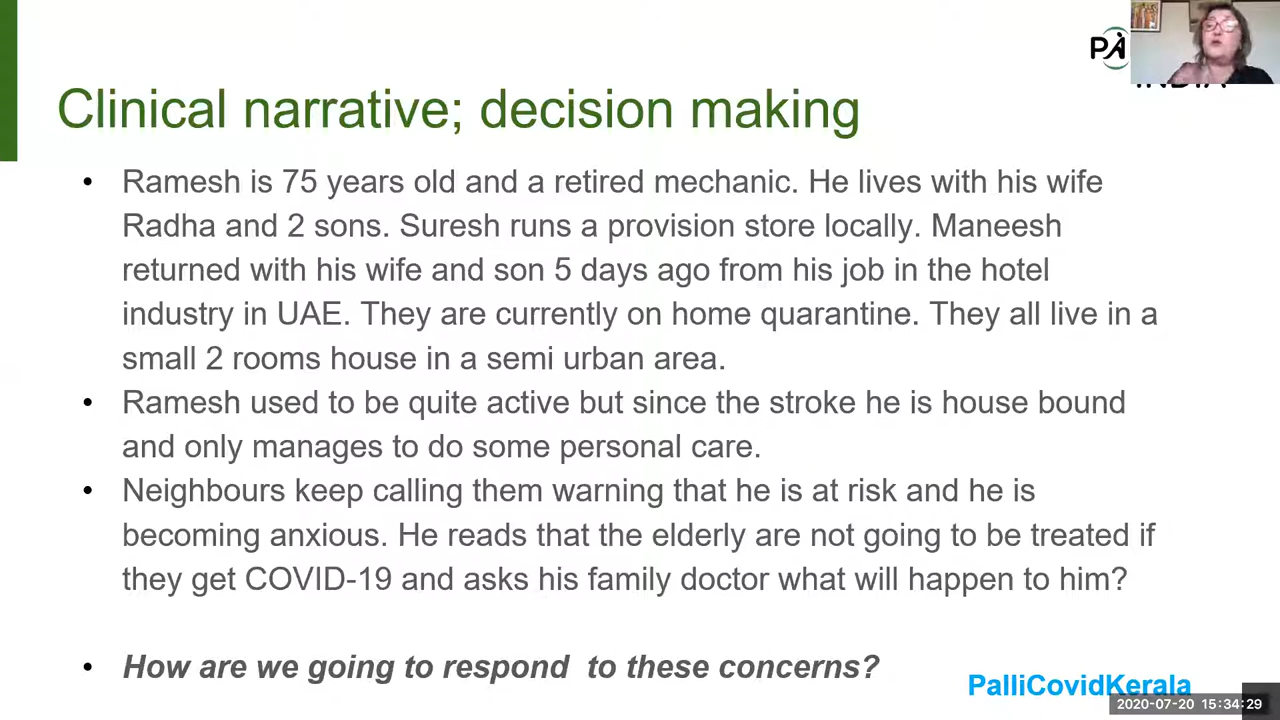 PA
INDIA
Clinical narrative; decision making
• Ramesh is 75 years old and a retired mechanic. He lives with his wife
Radha and 2 sons. Suresh runs a provision store locally. Maneesh
returned with his wife and son 5 days ago from his job in the hotel
industry in UAE. They are currently on home quarantine. They all live in a
small 2 rooms house in a semi urban area.
• Ramesh used to be quite active but since the stroke he is house bound
and only manages to do some personal care.
• Neighbours keep calling them warning that he is at risk and he is
becoming anxious. He reads that the elderly are not going to be treated if
they get COVID-19 and asks his family doctor what will happen to him?
• How are we going to respond  to these concerns?
PalliCovidKerala
2020-07-20 15:34:29